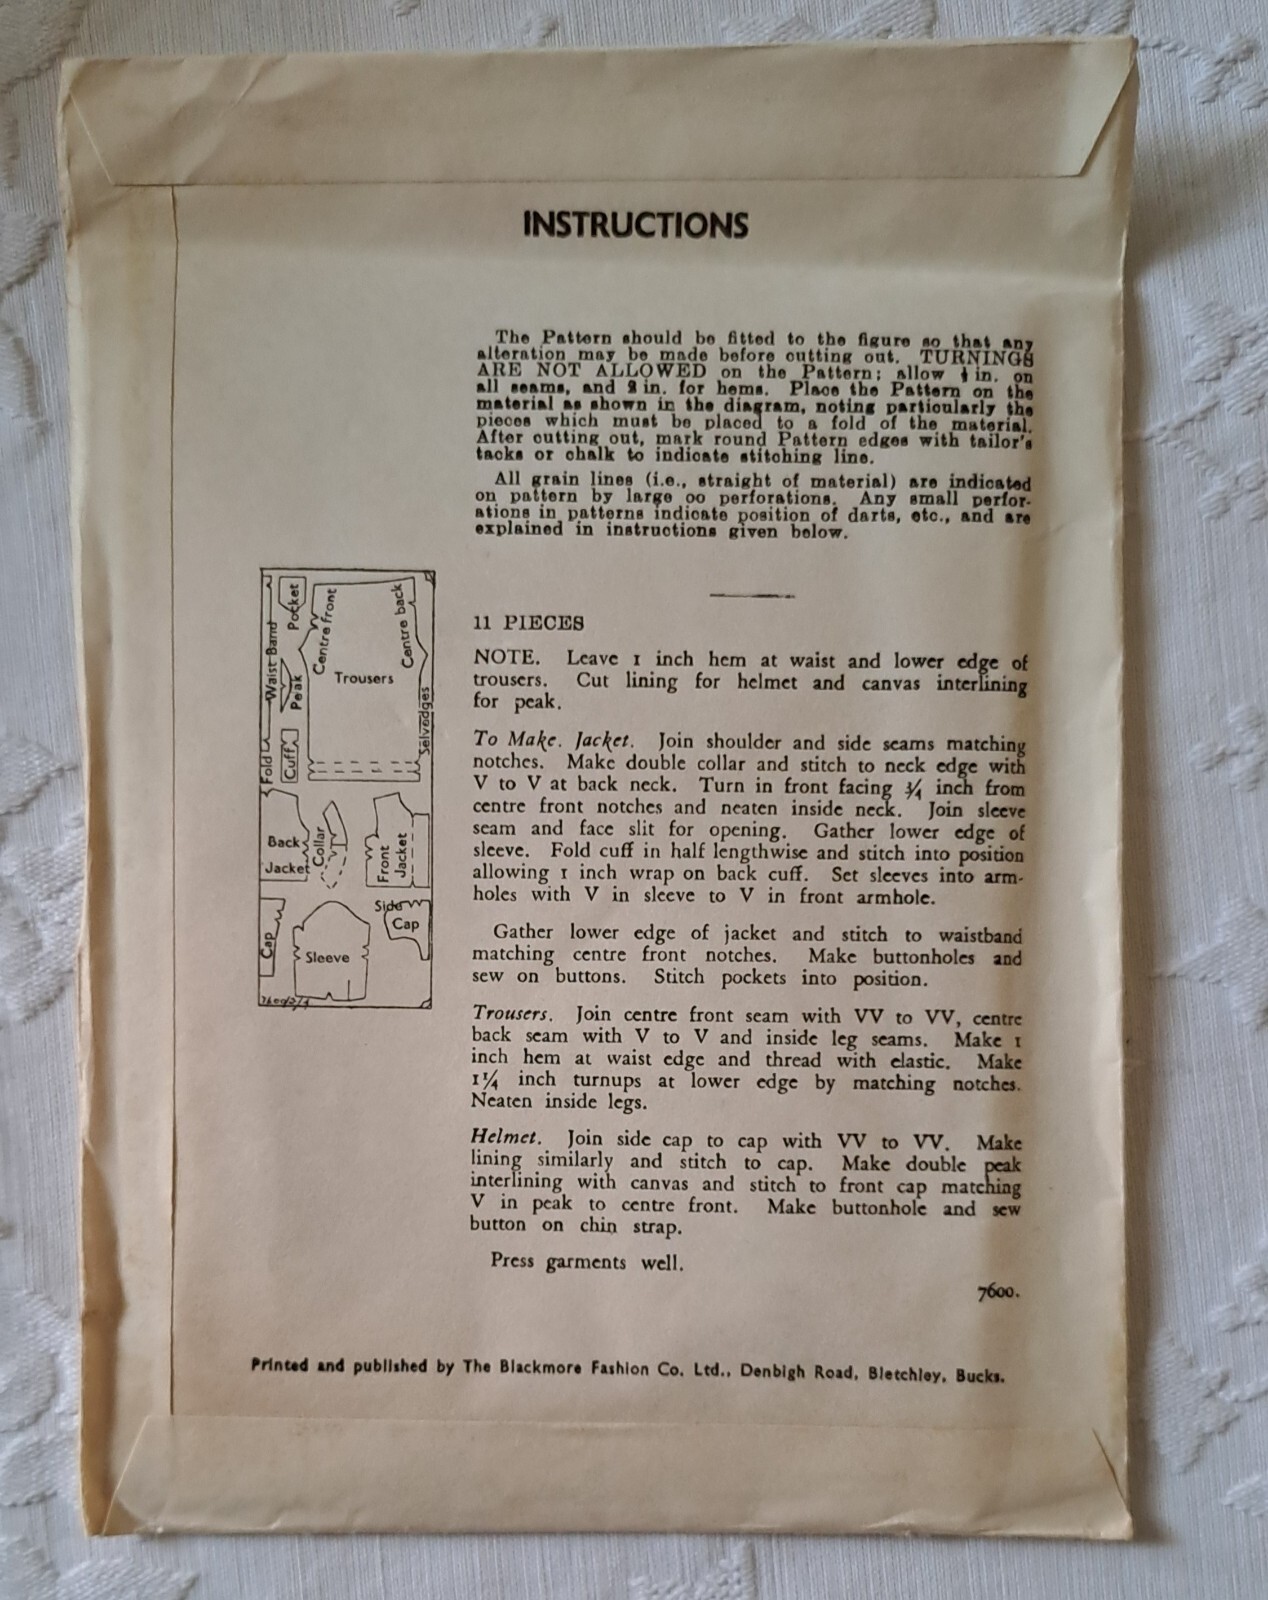 INSTRUCTIONS
The Pattern should be fitted to the figure so that any
alteration may be made before cutting out. TURNINGS
ARE NOT ALLOWED on the Pattern; allow in. on
all seams, and 2 in. for hems. Place the Pattern on the
material as shown in the diagram, noting particularly the
pieces which must be placed to a fold of the material.
After cutting out, mark round Pattern edges with tailor's
tacks or chalk to indicate stitching line.
All grain lines (i.e., straight of material) are indicated
on pattern by large oo perforations. Any small perfor-
ations in patterns indicate position of darts, etc., and are
explained in instructions given below.
Pocket
Centre front
Centre back
Waist Band
Peak
Trousers
Selvedges
Fold
Cuff
Back
Jacket
Collar
Front
Jacket
Side
Cap
Cap
Sleeve
11 PIECES
NOTE. Leave 1 inch hem at waist and lower edge of
trousers. Cut lining for helmet and canvas interlining
for peak.
To Make. Jacket. Join shoulder and side seams matching
notches. Make double collar and stitch to neck edge with
V to V at back neck. Turn in front facing ¾ inch from
centre front notches and neaten inside neck. Join sleeve
seam and face slit for opening. Gather lower edge of
sleeve. Fold cuff in half lengthwise and stitch into position
allowing 1 inch wrap on back cuff. Set sleeves into arm-
holes with V in sleeve to V in front armhole.
Gather lower edge of jacket and stitch to waistband
matching centre front notches. Make buttonholes and
sew on buttons. Stitch pockets into position.
Trousers. Join centre front seam with VV to VV, centre
back seam with V to V and inside leg seams. Make 1
inch hem at waist edge and thread with elastic. Make
1¼ inch turnups at lower edge by matching notches.
Neaten inside legs.
Helmet. Join side cap to cap with VV to VV. Make
lining similarly and stitch to cap. Make double peak
interlining with canvas and stitch to front cap matching
V in peak to centre front. Make buttonhole and sew
button on chin strap.
Press garments well.
7600.
Printed and published by The Blackmore Fashion Co. Ltd., Denbigh Road, Bletchley, Bucks.